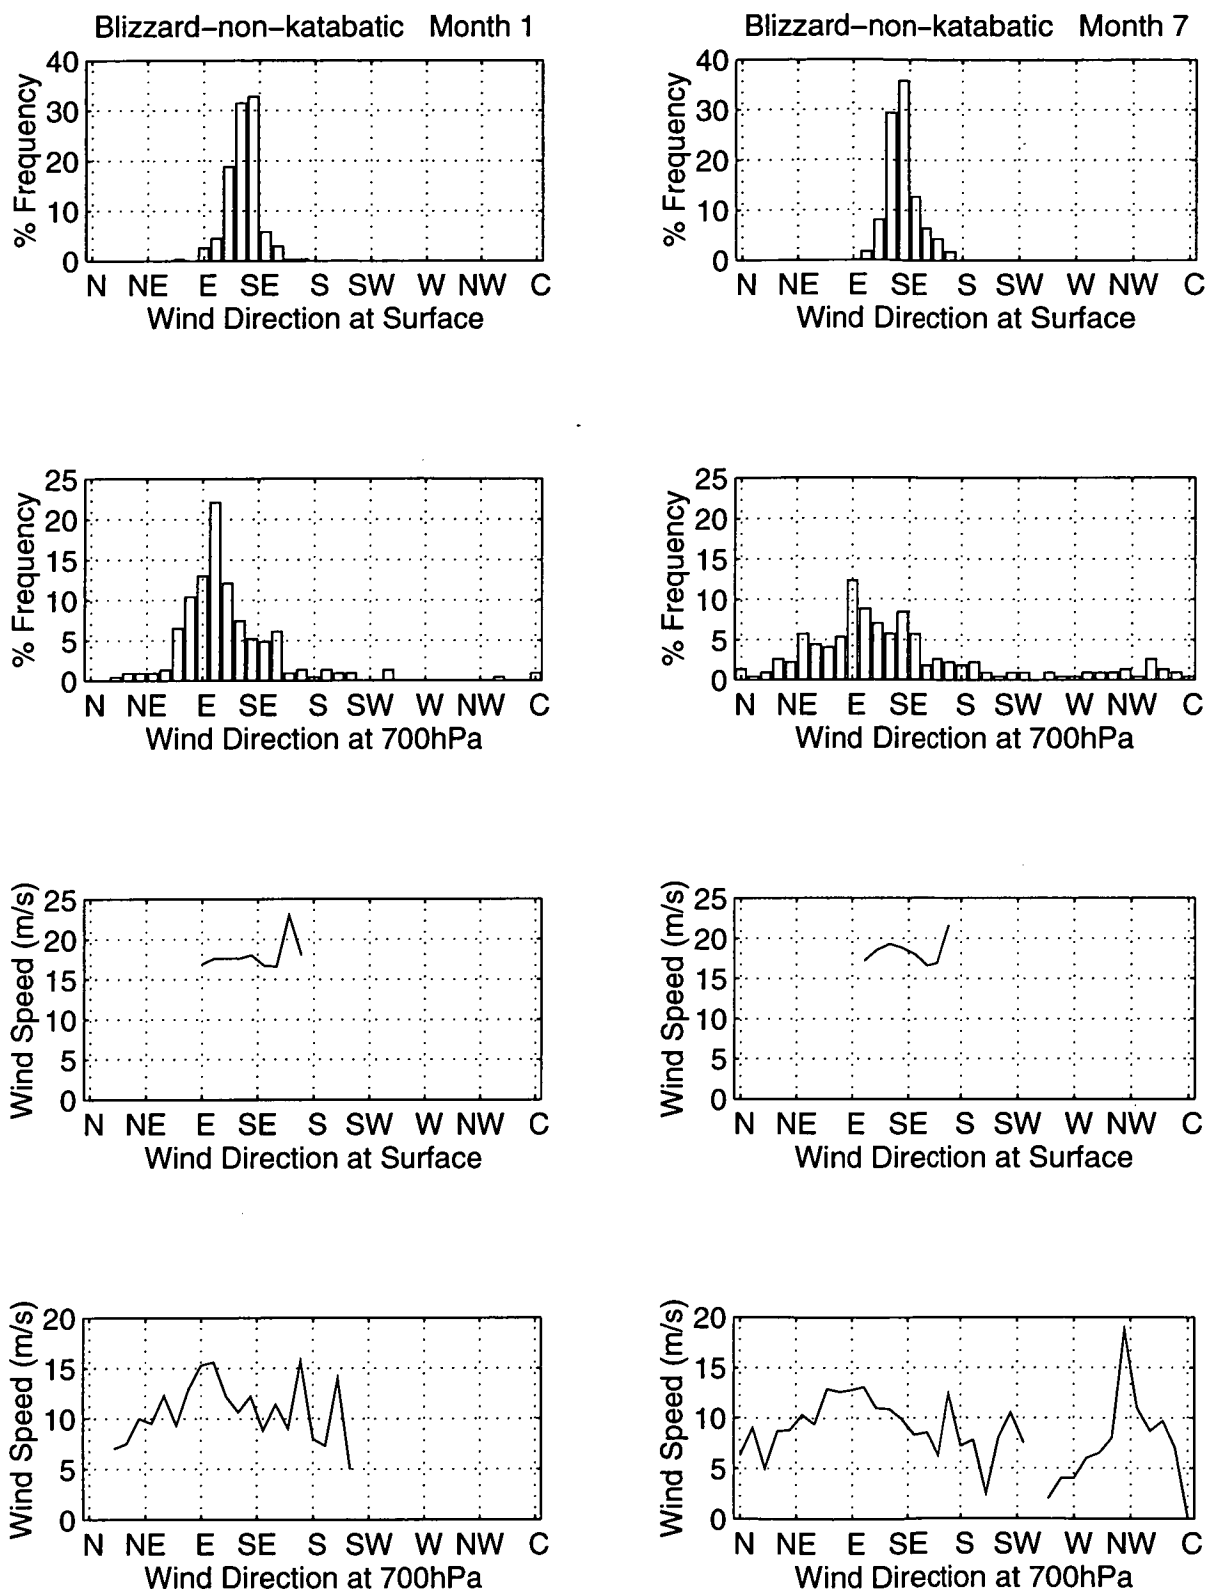 Blizzard-non-katabatic Month 1
% Frequency
40
30
20
10
0
N NE E SE S SW W NW C
Wind Direction at Surface
Blizzard-non-katabatic Month 7
% Frequency
40
30
20
10
0
N NE E SE S SW W NW C
Wind Direction at Surface
% Frequency
25
20
15
10
5
0
N NE E SE S SW W NW C
Wind Direction at 700hPa
% Frequency
25
20
15
10
5
0
N NE E SE S SW W NW C
Wind Direction at 700hPa
Wind Speed (m/s)
25
20
15
10
5
0
N NE E SE S SW W NW C
Wind Direction at Surface
Wind Speed (m/s)
25
20
15
10
5
0
N NE E SE S SW W NW C
Wind Direction at Surface
Wind Speed (m/s)
20
15
10
5
0
N NE E SE S SW W NW C
Wind Direction at 700hPa
Wind Speed (m/s)
20
15
10
5
0
N NE E SE S SW W NW C
Wind Direction at 700hPa